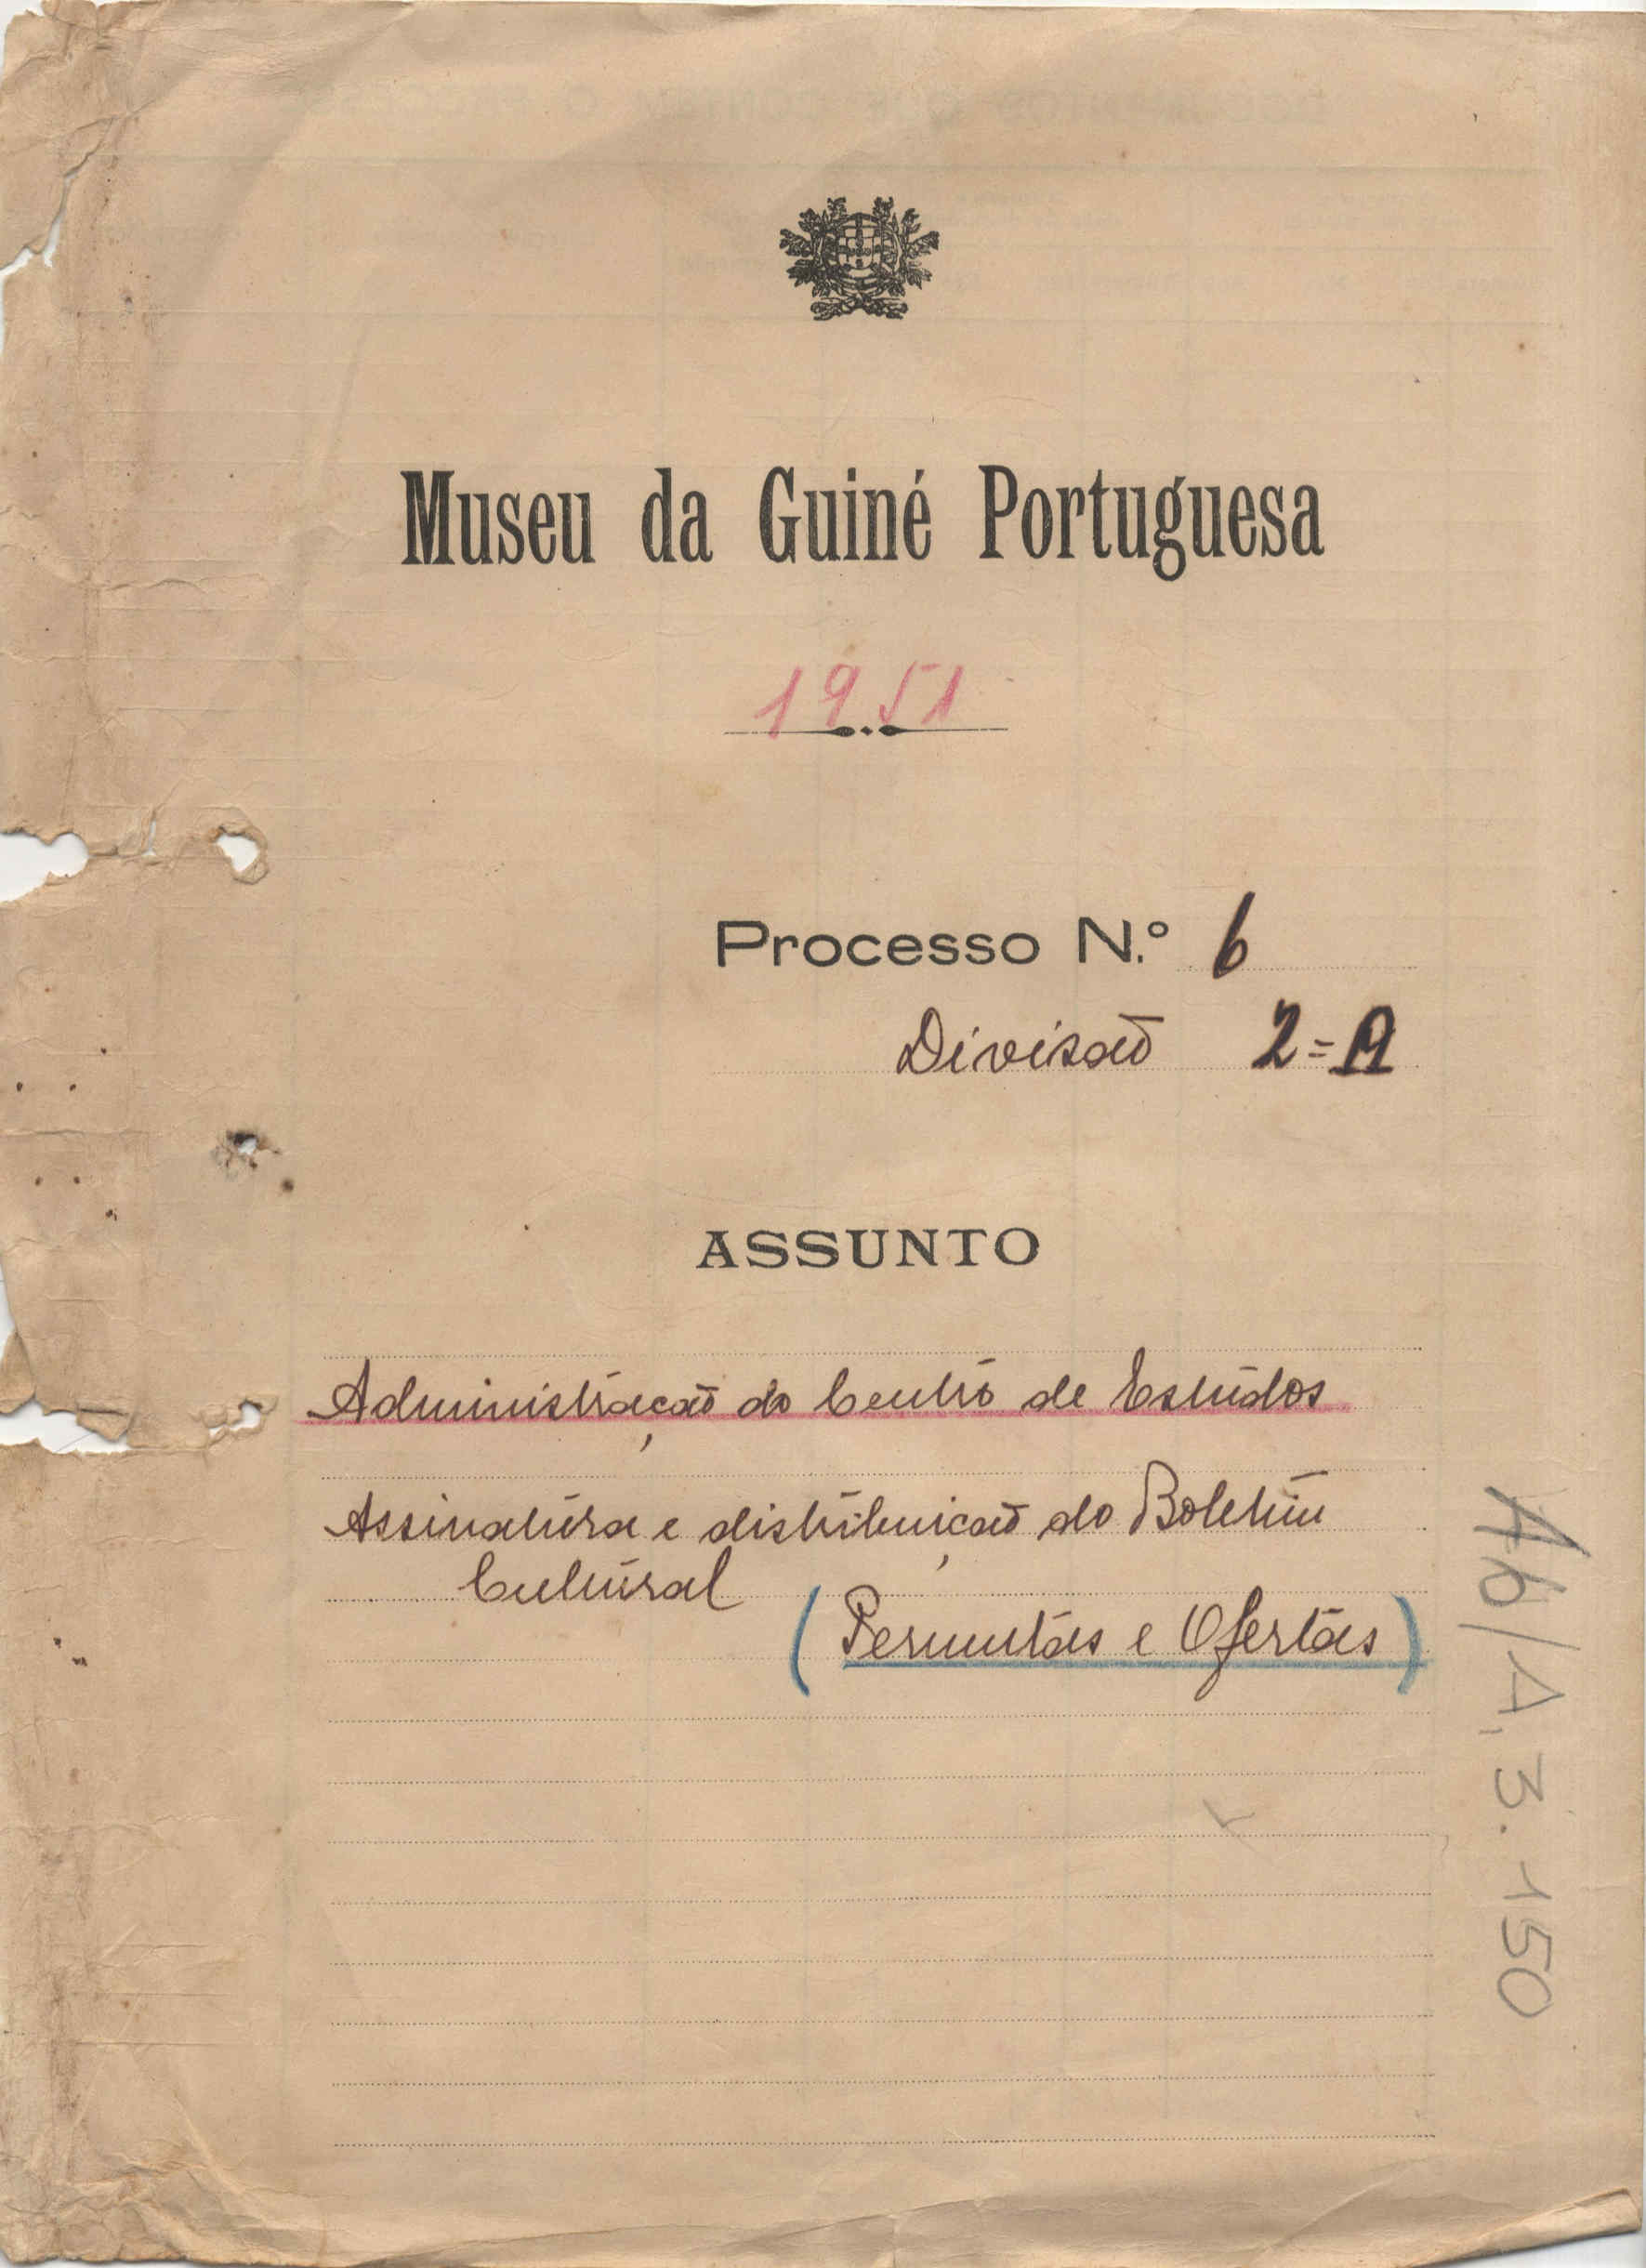 Museu da Guiné Portuguesa
1951
Processo N.º 6
Divisão 2=A
ASSUNTO
Administração do Centro de Estudos
Assinatura e distribuição do Boletim
Cultural
(Permutas e Ofertas)
A6/A, 3. 150